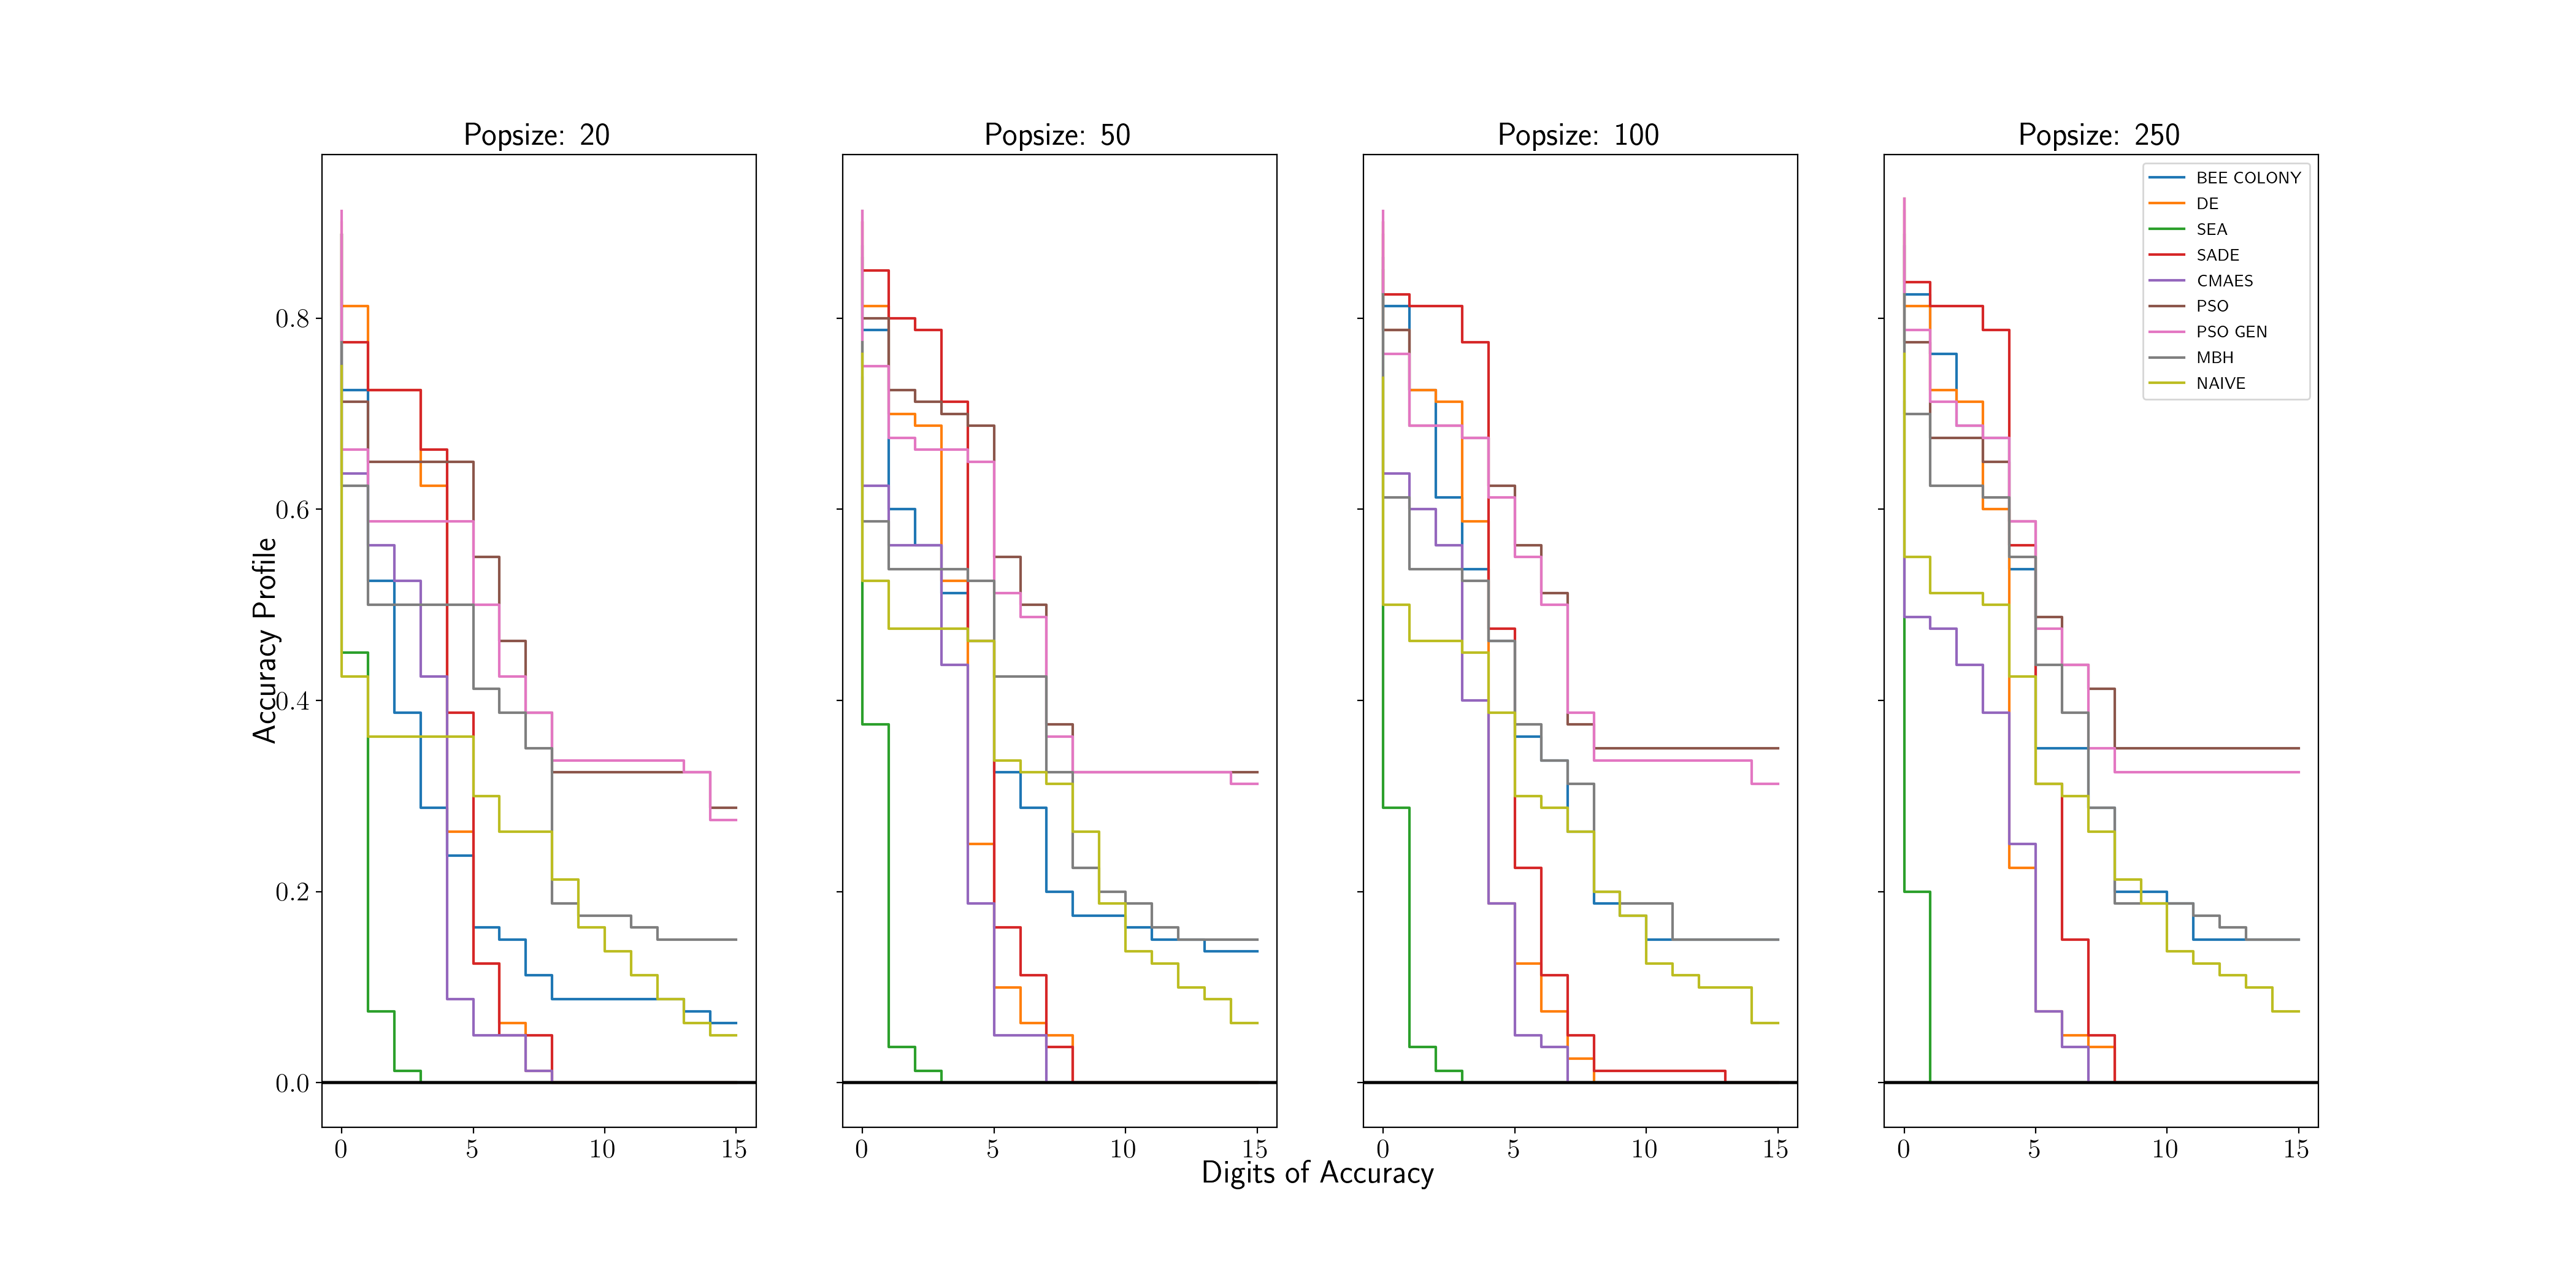 Popsize: 20
Popsize: 50
Popsize: 100
Popsize: 250
BEE COLONY
DE
SEA
SADE
CMAES
PSO
PSO GEN
MBH
NAIVE
Accuracy Profile
0.8
0.6
0.4
0.2
0.0
0 5 10 15
0 5 10 15
0 5 10 15
0 5 10 15
Digits of Accuracy